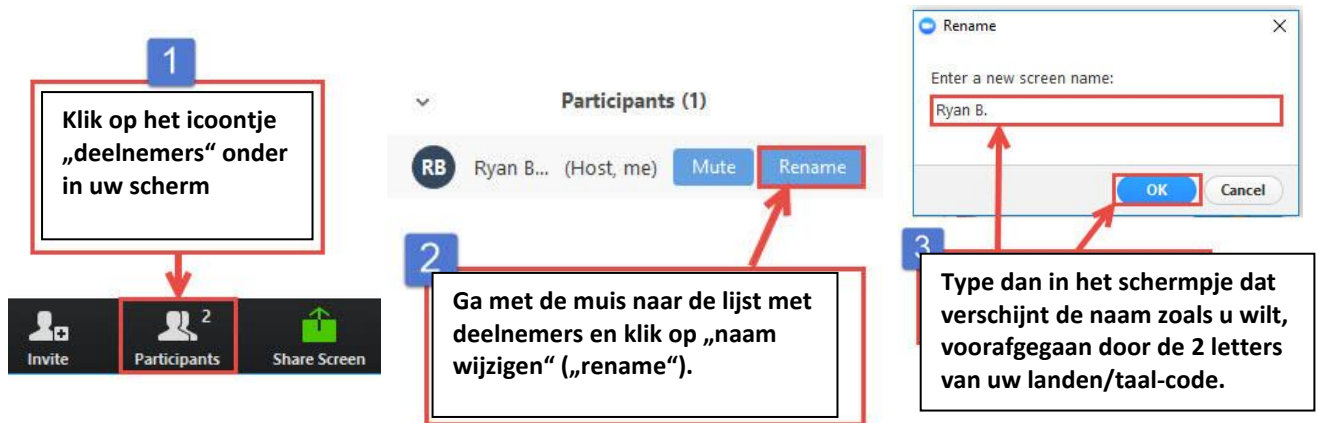 1
Klik op het icoontje
„deelnemers“ onder
in uw scherm
Invite
Participants
2
Share Screen
Participants (1)
RB
Ryan B... (Host, me)
Mute
Rename
2
Ga met de muis naar de lijst met
deelnemers en klik op „naam
wijzigen“ („rename“).
Rename
Enter a new screen name:
Ryan B.
OK
Cancel
3
Type dan in het schermpje dat
verschijnt de naam zoals u wilt,
voorafgegaan door de 2 letters
van uw landen/taal-code.